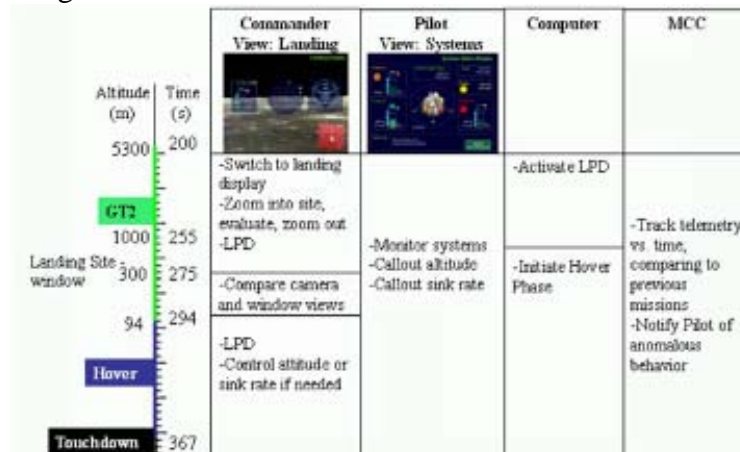 Commander
View: Landing
Pilot
View: Systems
Computer
MCC
Altitude
(m)
Time
(s)
5300
200
GT2
1000
255
Landing Site
window
300
275
94
294
Hover
Touchdown
367
-Switch to landing
display
-Zoom into site,
evaluate, zoom out
-LPD
-Compare camera
and window views
-LPD
-Control attitude or
sink rate if needed
-Monitor systems
-Callout altitude
-Callout sink rate
-Activate LPD
-Initiate Hover
Phase
-Track telemetry
vs. time,
comparing to
previous
missions
-Notify Pilot of
anomalous
behavior